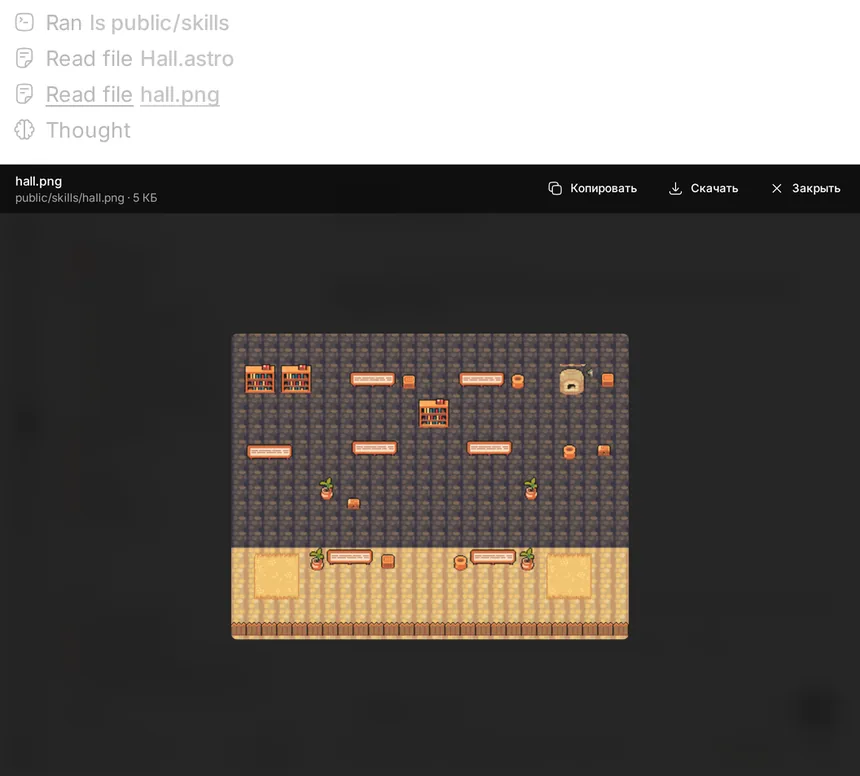 Ran ls public/skills
Read file Hall.astro
Read file hall.png
Thought
hall.png
public/skills/hall.png · 5 КБ
Копировать
Скачать
Закрыть